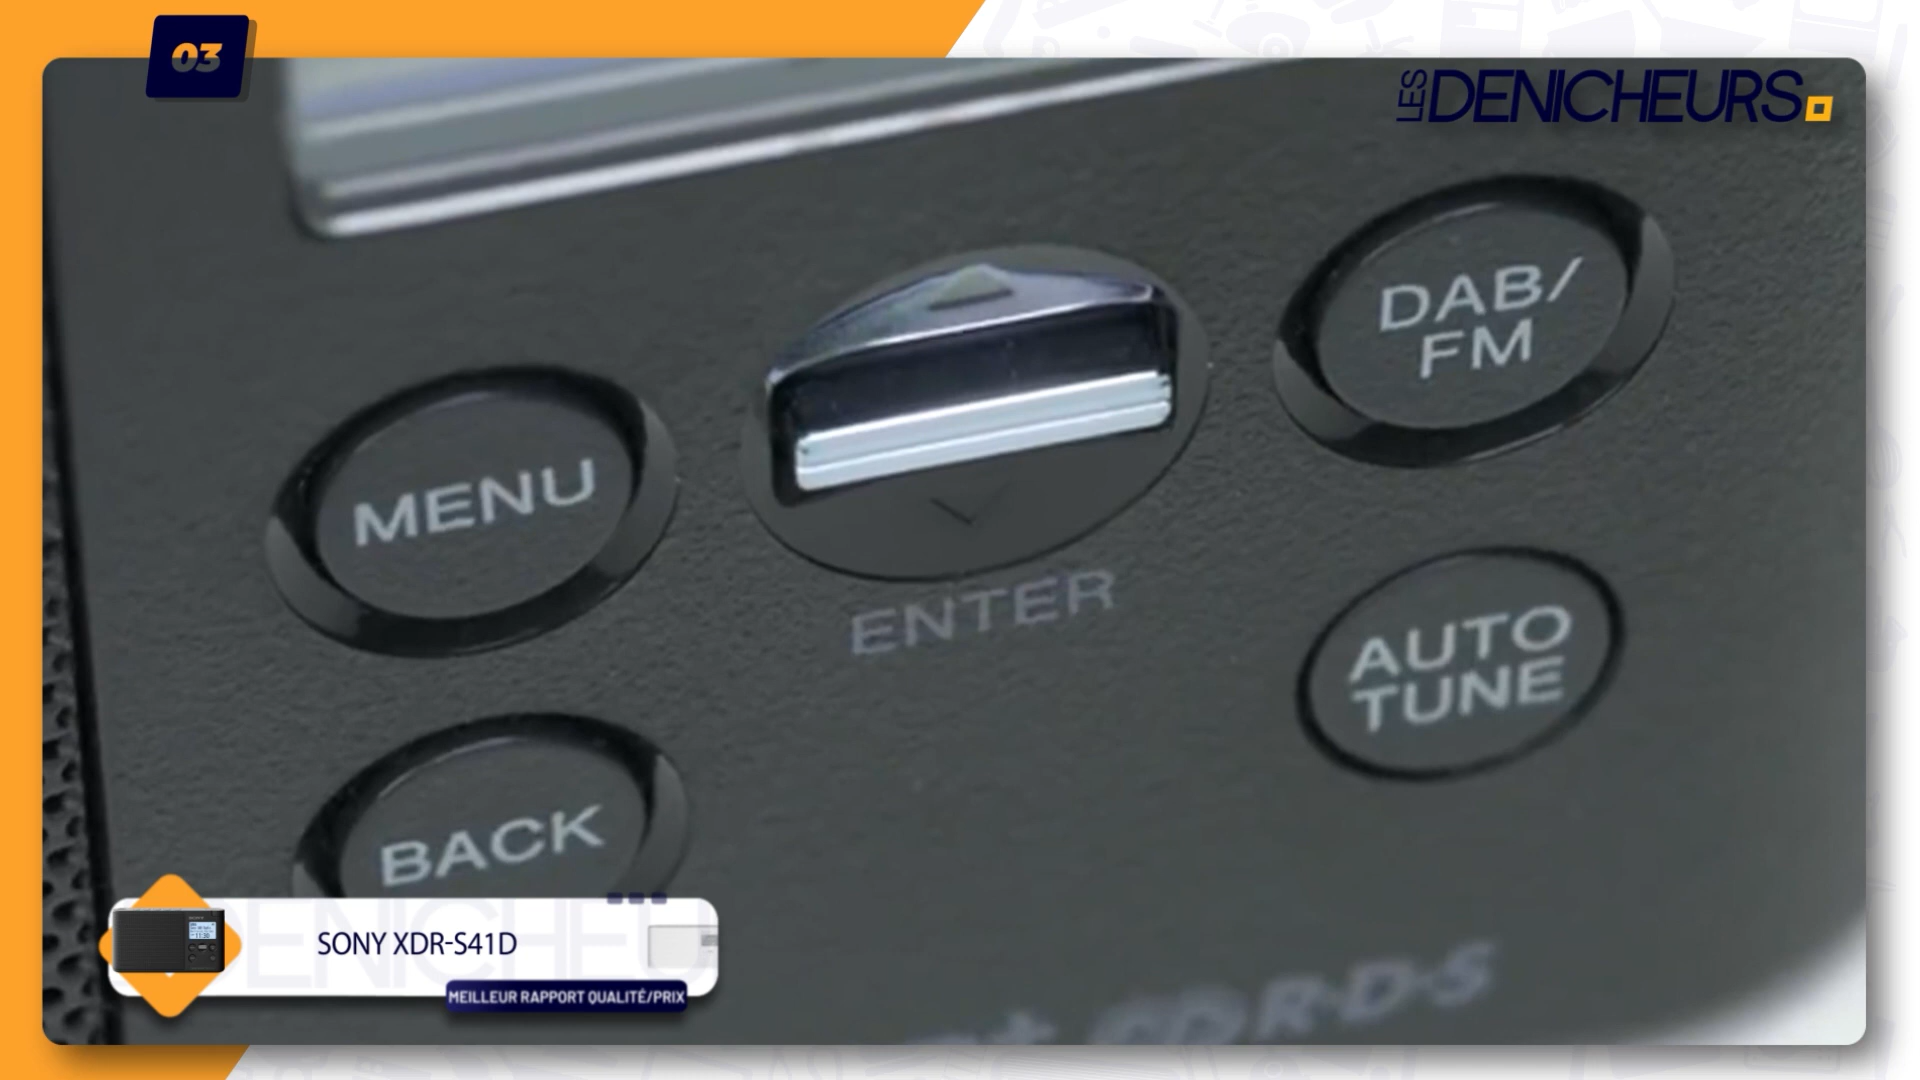 03
LES DENICHEURS
DAB/
FM
MENU
ENTER
AUTO
TUNE
BACK
SONY XDR-S41D
MEILLEUR RAPPORT QUALITÉ/PRIX
R·D·S